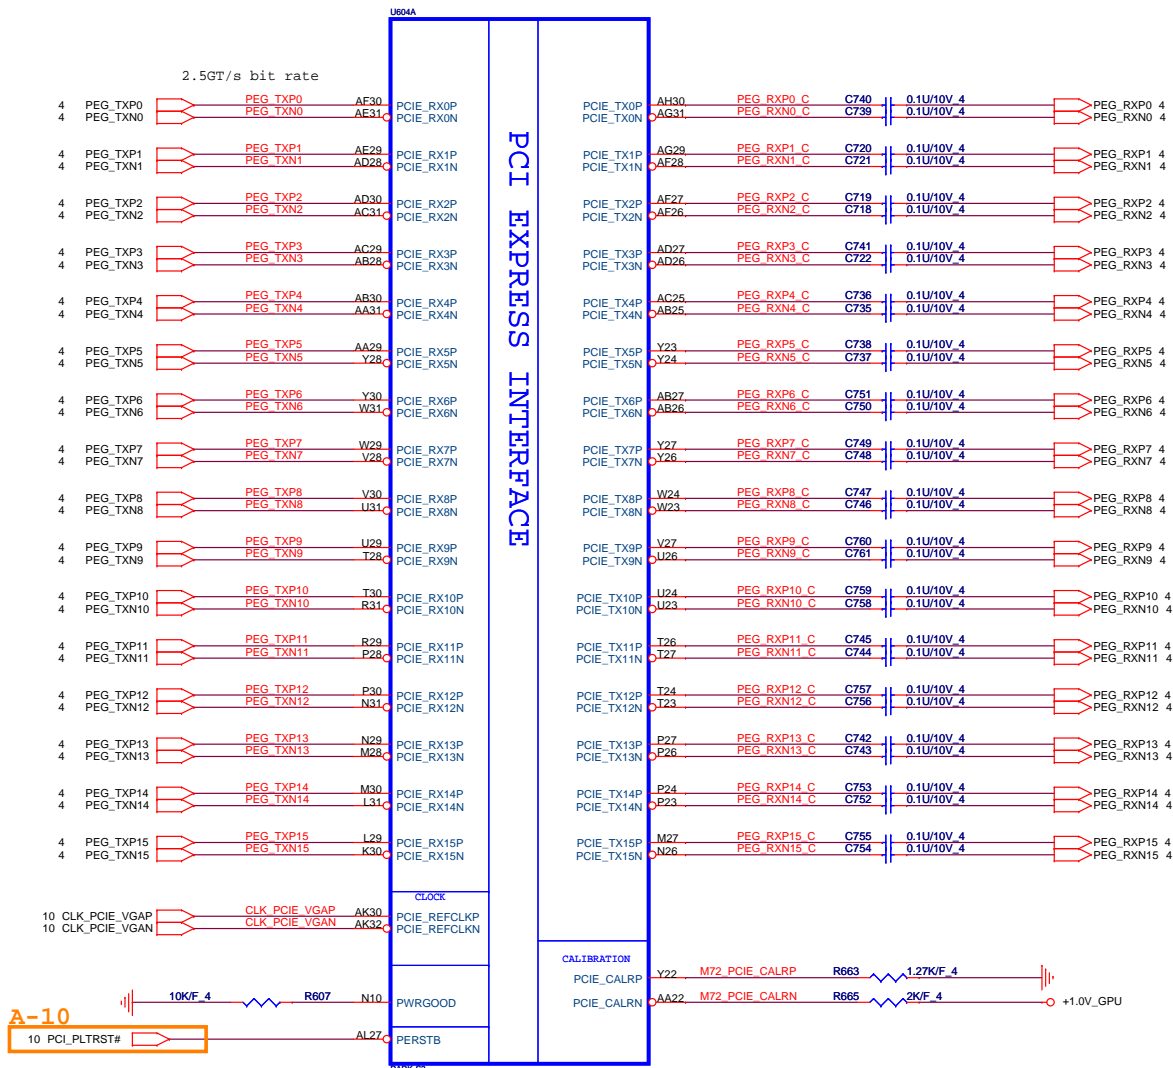 U604A
2.5GT/s bit rate
PCI EXPRESS INTERFACE
4 PEG_TXP0 PEG_TXP0 AF30 PCIE_RX0P PCIE_TX0P AH30 PEG_RXP0_C C740 0.1U/10V_4 PEG_RXP0 4
4 PEG_TXN0 PEG_TXN0 AE31 PCIE_RX0N PCIE_TX0N AG31 PEG_RXN0_C C739 0.1U/10V_4 PEG_RXN0 4
4 PEG_TXP1 PEG_TXP1 AE29 PCIE_RX1P PCIE_TX1P AG29 PEG_RXP1_C C720 0.1U/10V_4 PEG_RXP1 4
4 PEG_TXN1 PEG_TXN1 AD28 PCIE_RX1N PCIE_TX1N AF28 PEG_RXN1_C C721 0.1U/10V_4 PEG_RXN1 4
4 PEG_TXP2 PEG_TXP2 AD30 PCIE_RX2P PCIE_TX2P AF27 PEG_RXP2_C C719 0.1U/10V_4 PEG_RXP2 4
4 PEG_TXN2 PEG_TXN2 AC31 PCIE_RX2N PCIE_TX2N AF26 PEG_RXN2_C C718 0.1U/10V_4 PEG_RXN2 4
4 PEG_TXP3 PEG_TXP3 AC29 PCIE_RX3P PCIE_TX3P AD27 PEG_RXP3_C C741 0.1U/10V_4 PEG_RXP3 4
4 PEG_TXN3 PEG_TXN3 AB28 PCIE_RX3N PCIE_TX3N AD26 PEG_RXN3_C C722 0.1U/10V_4 PEG_RXN3 4
4 PEG_TXP4 PEG_TXP4 AB30 PCIE_RX4P PCIE_TX4P AC25 PEG_RXP4_C C736 0.1U/10V_4 PEG_RXP4 4
4 PEG_TXN4 PEG_TXN4 AA31 PCIE_RX4N PCIE_TX4N AB25 PEG_RXN4_C C735 0.1U/10V_4 PEG_RXN4 4
4 PEG_TXP5 PEG_TXP5 AA29 PCIE_RX5P PCIE_TX5P Y23 PEG_RXP5_C C738 0.1U/10V_4 PEG_RXP5 4
4 PEG_TXN5 PEG_TXN5 Y28 PCIE_RX5N PCIE_TX5N Y24 PEG_RXN5_C C737 0.1U/10V_4 PEG_RXN5 4
4 PEG_TXP6 PEG_TXP6 Y30 PCIE_RX6P PCIE_TX6P AB27 PEG_RXP6_C C751 0.1U/10V_4 PEG_RXP6 4
4 PEG_TXN6 PEG_TXN6 W31 PCIE_RX6N PCIE_TX6N AB26 PEG_RXN6_C C750 0.1U/10V_4 PEG_RXN6 4
4 PEG_TXP7 PEG_TXP7 W29 PCIE_RX7P PCIE_TX7P Y27 PEG_RXP7_C C749 0.1U/10V_4 PEG_RXP7 4
4 PEG_TXN7 PEG_TXN7 V28 PCIE_RX7N PCIE_TX7N Y26 PEG_RXN7_C C748 0.1U/10V_4 PEG_RXN7 4
4 PEG_TXP8 PEG_TXP8 V30 PCIE_RX8P PCIE_TX8P W24 PEG_RXP8_C C747 0.1U/10V_4 PEG_RXP8 4
4 PEG_TXN8 PEG_TXN8 U31 PCIE_RX8N PCIE_TX8N W23 PEG_RXN8_C C746 0.1U/10V_4 PEG_RXN8 4
4 PEG_TXP9 PEG_TXP9 U29 PCIE_RX9P PCIE_TX9P V27 PEG_RXP9_C C760 0.1U/10V_4 PEG_RXP9 4
4 PEG_TXN9 PEG_TXN9 T28 PCIE_RX9N PCIE_TX9N U26 PEG_RXN9_C C761 0.1U/10V_4 PEG_RXN9 4
4 PEG_TXP10 PEG_TXP10 T30 PCIE_RX10P PCIE_TX10P U24 PEG_RXP10_C C759 0.1U/10V_4 PEG_RXP10 4
4 PEG_TXN10 PEG_TXN10 R31 PCIE_RX10N PCIE_TX10N U23 PEG_RXN10_C C758 0.1U/10V_4 PEG_RXN10 4
4 PEG_TXP11 PEG_TXP11 R29 PCIE_RX11P PCIE_TX11P T26 PEG_RXP11_C C745 0.1U/10V_4 PEG_RXP11 4
4 PEG_TXN11 PEG_TXN11 P28 PCIE_RX11N PCIE_TX11N T27 PEG_RXN11_C C744 0.1U/10V_4 PEG_RXN11 4
4 PEG_TXP12 PEG_TXP12 P30 PCIE_RX12P PCIE_TX12P T24 PEG_RXP12_C C757 0.1U/10V_4 PEG_RXP12 4
4 PEG_TXN12 PEG_TXN12 N31 PCIE_RX12N PCIE_TX12N T23 PEG_RXN12_C C756 0.1U/10V_4 PEG_RXN12 4
4 PEG_TXP13 PEG_TXP13 N29 PCIE_RX13P PCIE_TX13P P27 PEG_RXP13_C C742 0.1U/10V_4 PEG_RXP13 4
4 PEG_TXN13 PEG_TXN13 M28 PCIE_RX13N PCIE_TX13N P26 PEG_RXN13_C C743 0.1U/10V_4 PEG_RXN13 4
4 PEG_TXP14 PEG_TXP14 M30 PCIE_RX14P PCIE_TX14P P24 PEG_RXP14_C C753 0.1U/10V_4 PEG_RXP14 4
4 PEG_TXN14 PEG_TXN14 L31 PCIE_RX14N PCIE_TX14N P23 PEG_RXN14_C C752 0.1U/10V_4 PEG_RXN14 4
4 PEG_TXP15 PEG_TXP15 L29 PCIE_RX15P PCIE_TX15P M27 PEG_RXP15_C C755 0.1U/10V_4 PEG_RXP15 4
4 PEG_TXN15 PEG_TXN15 K30 PCIE_RX15N PCIE_TX15N N26 PEG_RXN15_C C754 0.1U/10V_4 PEG_RXN15 4
CLOCK
10 CLK_PCIE_VGAP CLK_PCIE_VGAP AK30 PCIE_REFCLKP
10 CLK_PCIE_VGAN CLK_PCIE_VGAN AK32 PCIE_REFCLKN
CALIBRATION
PCIE_CALRP Y22 M72_PCIE_CALRP R663 1.27K/F_4
10K/F_4 R607 N10 PWRGOOD PCIE_CALRN AA22 M72_PCIE_CALRN R665 2K/F_4 +1.0V_GPU
A-10
10 PCI_PLTRST# AL27 PERSTB